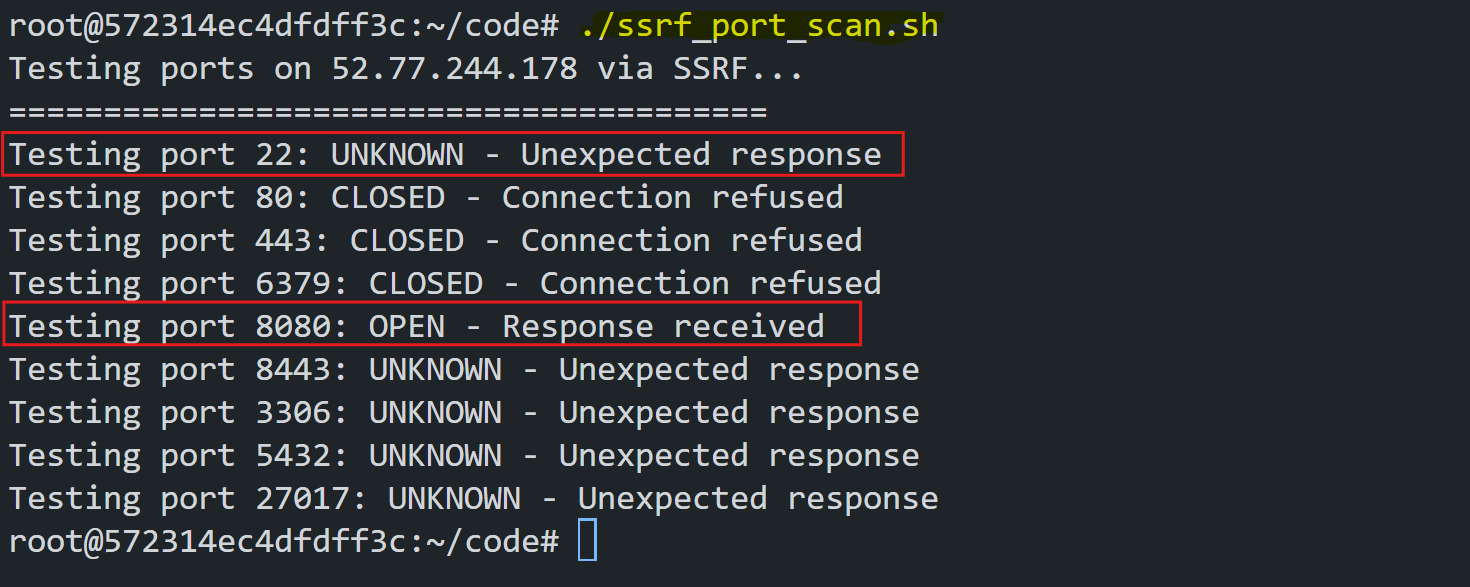 root@572314ec4dfdff3c:~/code# ./ssrf_port_scan.sh
Testing ports on 52.77.244.178 via SSRF...
========================================
Testing port 22: UNKNOWN - Unexpected response
Testing port 80: CLOSED - Connection refused
Testing port 443: CLOSED - Connection refused
Testing port 6379: CLOSED - Connection refused
Testing port 8080: OPEN - Response received
Testing port 8443: UNKNOWN - Unexpected response
Testing port 3306: UNKNOWN - Unexpected response
Testing port 5432: UNKNOWN - Unexpected response
Testing port 27017: UNKNOWN - Unexpected response
root@572314ec4dfdff3c:~/code#